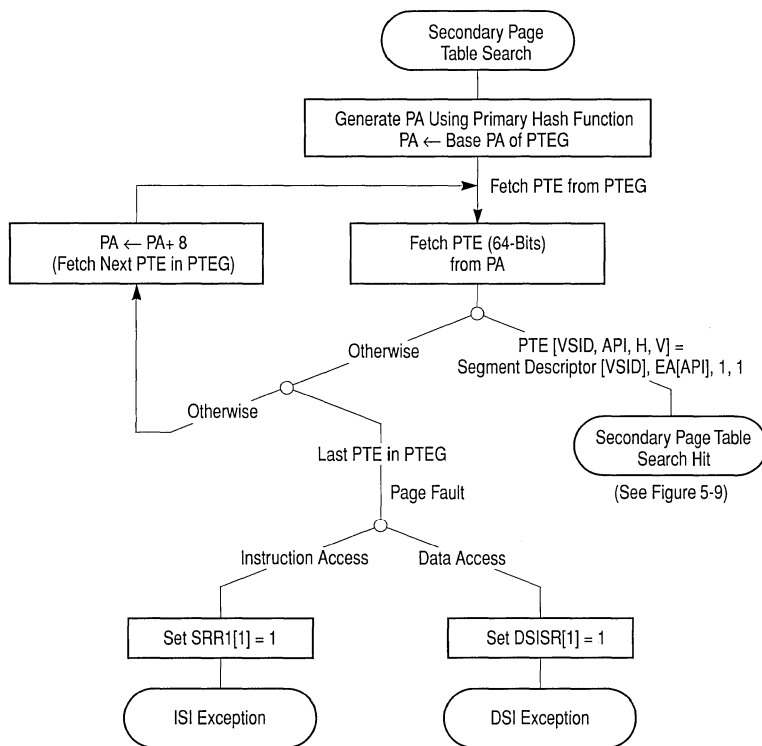 Secondary Page
Table Search
Generate PA Using Primary Hash Function
PA ← Base PA of PTEG
Fetch PTE from PTEG
PA ← PA+ 8
(Fetch Next PTE in PTEG)
Fetch PTE (64-Bits)
from PA
Otherwise
PTE [VSID, API, H, V] =
Segment Descriptor [VSID], EA[API], 1, 1
Otherwise
Secondary Page Table
Search Hit
(See Figure 5-9)
Last PTE in PTEG
Page Fault
Instruction Access
Data Access
Set SRR1[1] = 1
Set DSISR[1] = 1
ISI Exception
DSI Exception